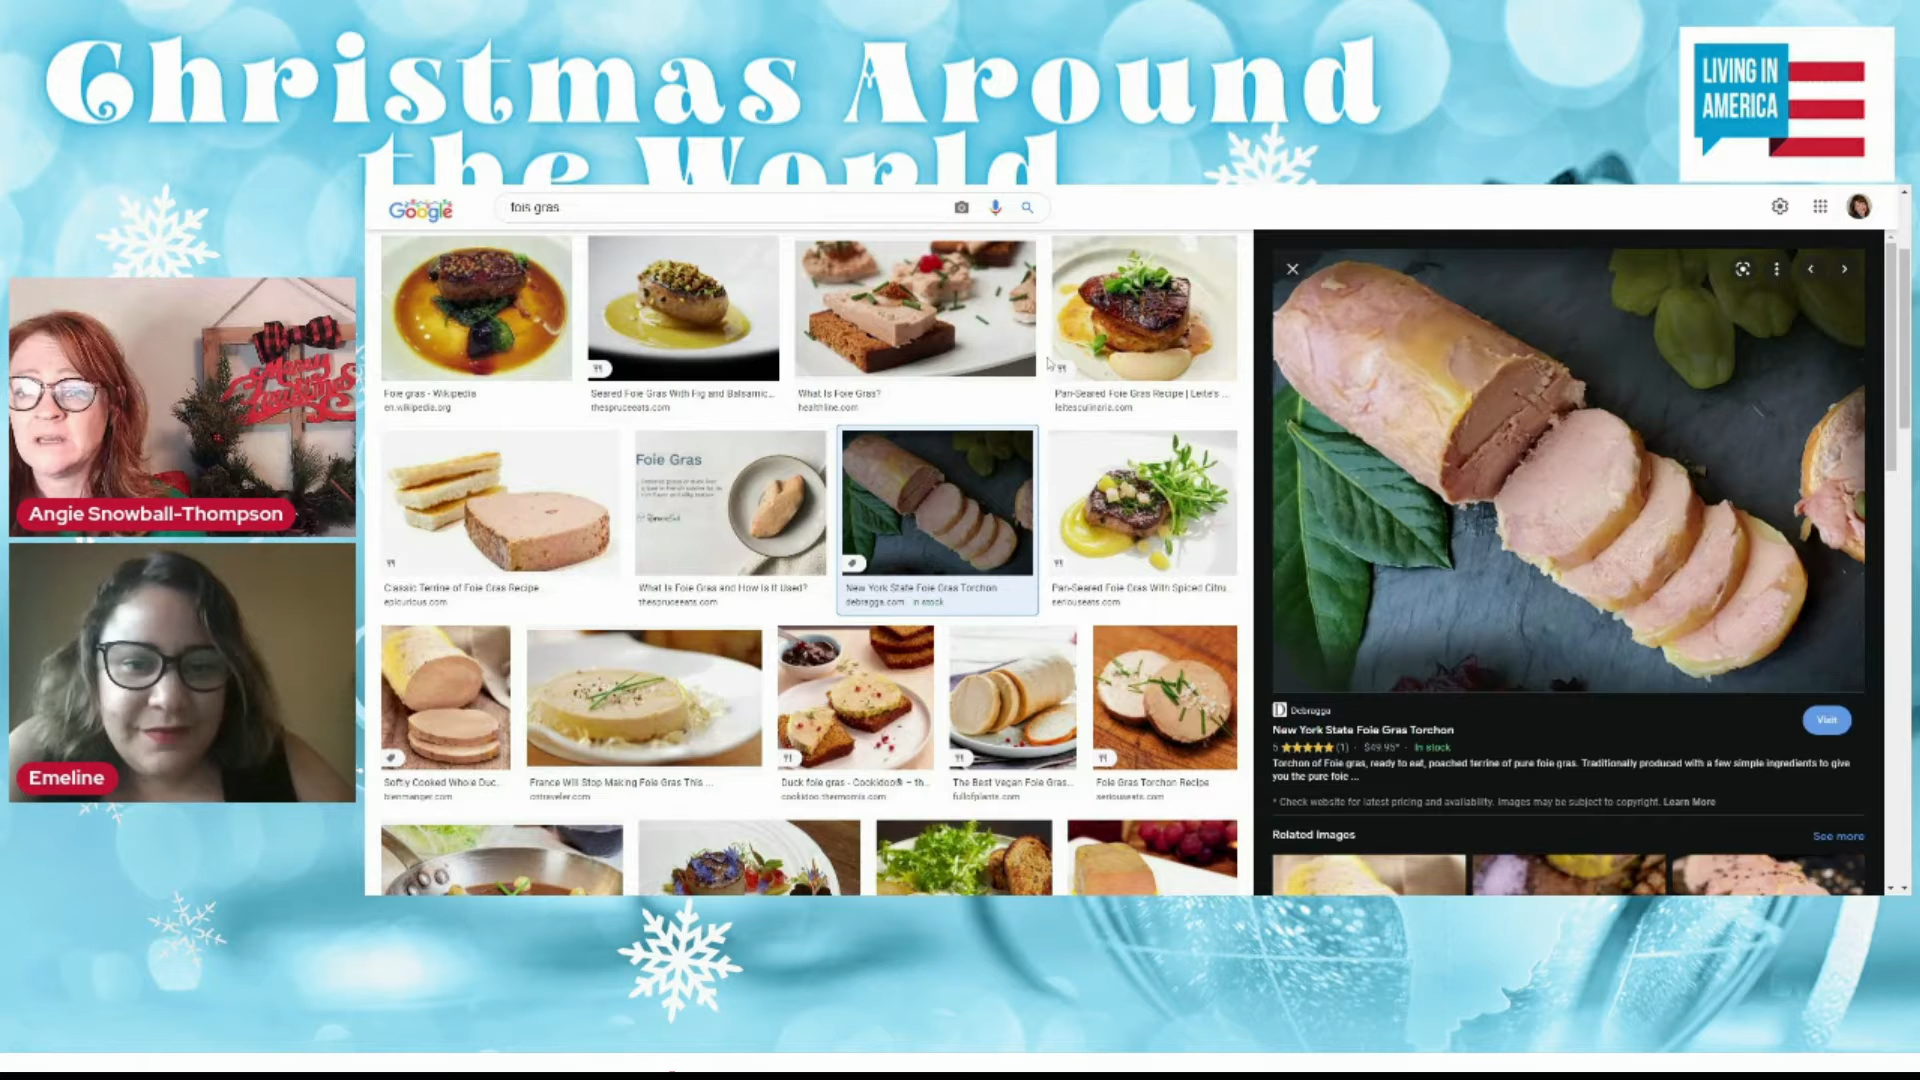 Christmas Around
the World
LIVING IN
AMERICA
Google
fois gras
Foie gras - Wikipedia
en.wikipedia.org
Seared Foie Gras With Fig and Balsamic...
thespruceeats.com
What Is Foie Gras?
healthline.com
Pan-Seared Foie Gras Recipe | Leite's ...
leitesculinaria.com
Merry
Angie Snowball-Thompson
Foie Gras
Classic Terrine of Foie Gras Recipe
epicurious.com
What Is Foie Gras and How Is It Used?
thespruceeats.com
New York State Foie Gras Torchon
debragga.com In stock
Pan-Seared Foie Gras With Spiced Citru...
seriouseats.com
Emeline
Softly Cooked Whole Duc...
bienmanger.com
France Will Stop Making Foie Gras This ...
cntraveler.com
Duck foie gras - Cookidoo® – th...
cookidoo.thermomix.com
The Best Vegan Foie Gras...
fullofplants.com
Foie Gras Torchon Recipe
seriouseats.com
D Debragga
Visit
New York State Foie Gras Torchon
5 ★★★★★ (1) · $49.95* · In stock
Torchon of Foie gras, ready to eat, poached terrine of pure foie gras. Traditionally produced with a few simple ingredients to give
you the pure foie ...
* Check website for latest pricing and availability. Images may be subject to copyright. Learn More
Related Images
See more